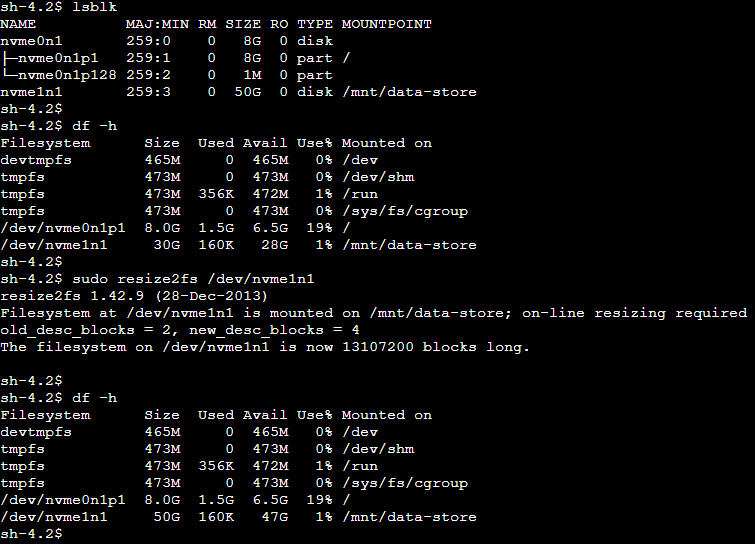 sh-4.2$ lsblk
NAME          MAJ:MIN RM SIZE RO TYPE MOUNTPOINT
nvme0n1       259:0    0   8G  0 disk
├─nvme0n1p1   259:1    0   8G  0 part /
└─nvme0n1p128 259:2    0   1M  0 part
nvme1n1       259:3    0  50G  0 disk /mnt/data-store
sh-4.2$
sh-4.2$ df -h
Filesystem      Size  Used Avail Use% Mounted on
devtmpfs        465M     0  465M   0% /dev
tmpfs           473M     0  473M   0% /dev/shm
tmpfs           473M  356K  472M   1% /run
tmpfs           473M     0  473M   0% /sys/fs/cgroup
/dev/nvme0n1p1  8.0G  1.5G  6.5G  19% /
/dev/nvme1n1     30G  160K   28G   1% /mnt/data-store
sh-4.2$
sh-4.2$ sudo resize2fs /dev/nvme1n1
resize2fs 1.42.9 (28-Dec-2013)
Filesystem at /dev/nvme1n1 is mounted on /mnt/data-store; on-line resizing required
old_desc_blocks = 2, new_desc_blocks = 4
The filesystem on /dev/nvme1n1 is now 13107200 blocks long.
sh-4.2$
sh-4.2$ df -h
Filesystem      Size  Used Avail Use% Mounted on
devtmpfs        465M     0  465M   0% /dev
tmpfs           473M     0  473M   0% /dev/shm
tmpfs           473M  356K  472M   1% /run
tmpfs           473M     0  473M   0% /sys/fs/cgroup
/dev/nvme0n1p1  8.0G  1.5G  6.5G  19% /
/dev/nvme1n1     50G  160K   47G   1% /mnt/data-store
sh-4.2$